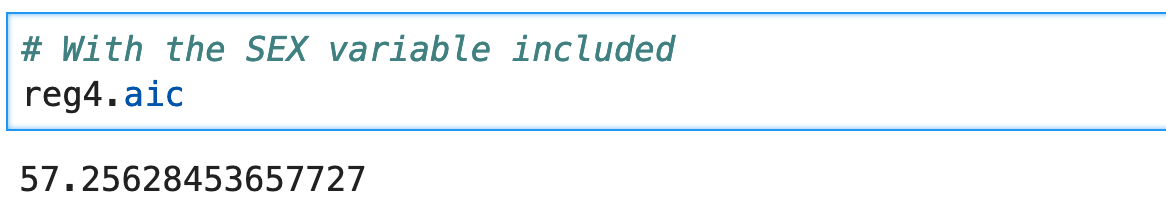 # With the SEX variable included
reg4.aic
57.25628453657727